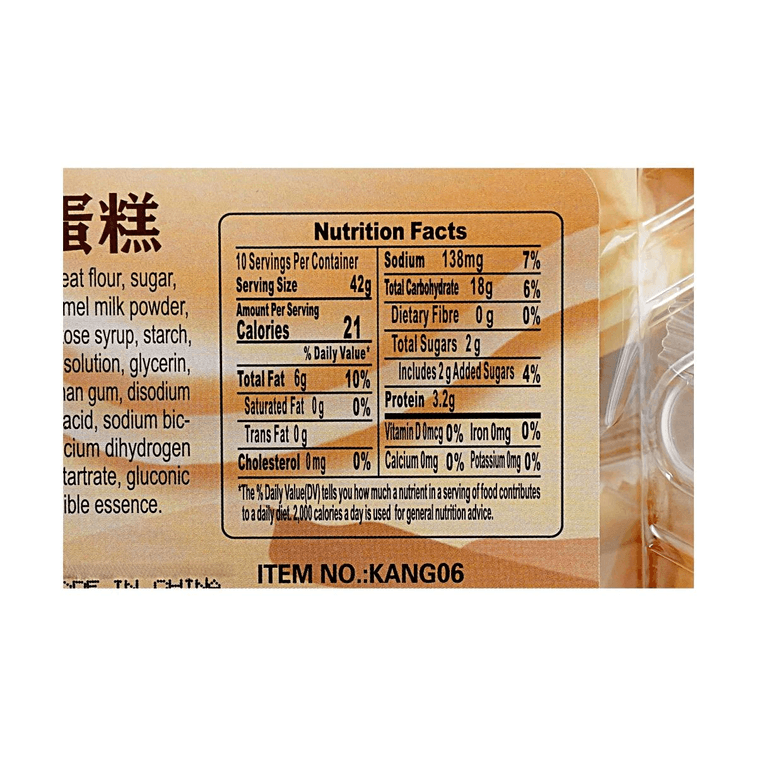 蛋糕
eat flour, sugar,
mel milk powder,
ose syrup, starch,
solution, glycerin,
an gum, disodium
acid, sodium bic-
cium dihydrogen
tartrate, gluconic
ible essence.
MADE IN CHINA
Nutrition Facts
10 Servings Per Container
Serving Size 42g
Amount Per Serving
Calories 21
% Daily Value*
Total Fat 6g 10%
Saturated Fat 0g 0%
Trans Fat 0g
Cholesterol 0mg 0%
Sodium 138mg 7%
Total Carbohydrate 18g 6%
Dietary Fibre 0g 0%
Total Sugars 2g
Includes 2g Added Sugars 4%
Protein 3.2g
Vitamin D 0mcg 0% Iron 0mg 0%
Calcium 0mg 0% Potassium 0mg 0%
*The % Daily Value(DV) tells you how much a nutrient in a serving of food contributes
to a daily diet. 2,000 calories a day is used for general nutrition advice.
ITEM NO.:KANG06